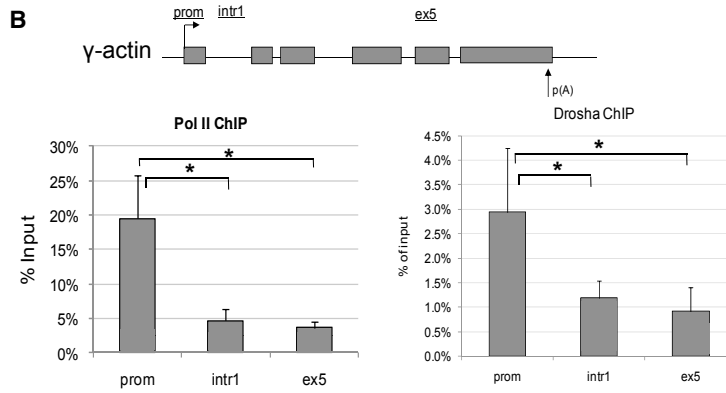 B
prom intr1 ex5
γ-actin
p(A)
Pol II ChIP
% Input
30%
25%
20%
15%
10%
5%
0%
*
*
prom intr1 ex5
Drosha ChIP
% of input
4.5%
4.0%
3.5%
3.0%
2.5%
2.0%
1.5%
1.0%
0.5%
0.0%
*
*
prom intr1 ex5